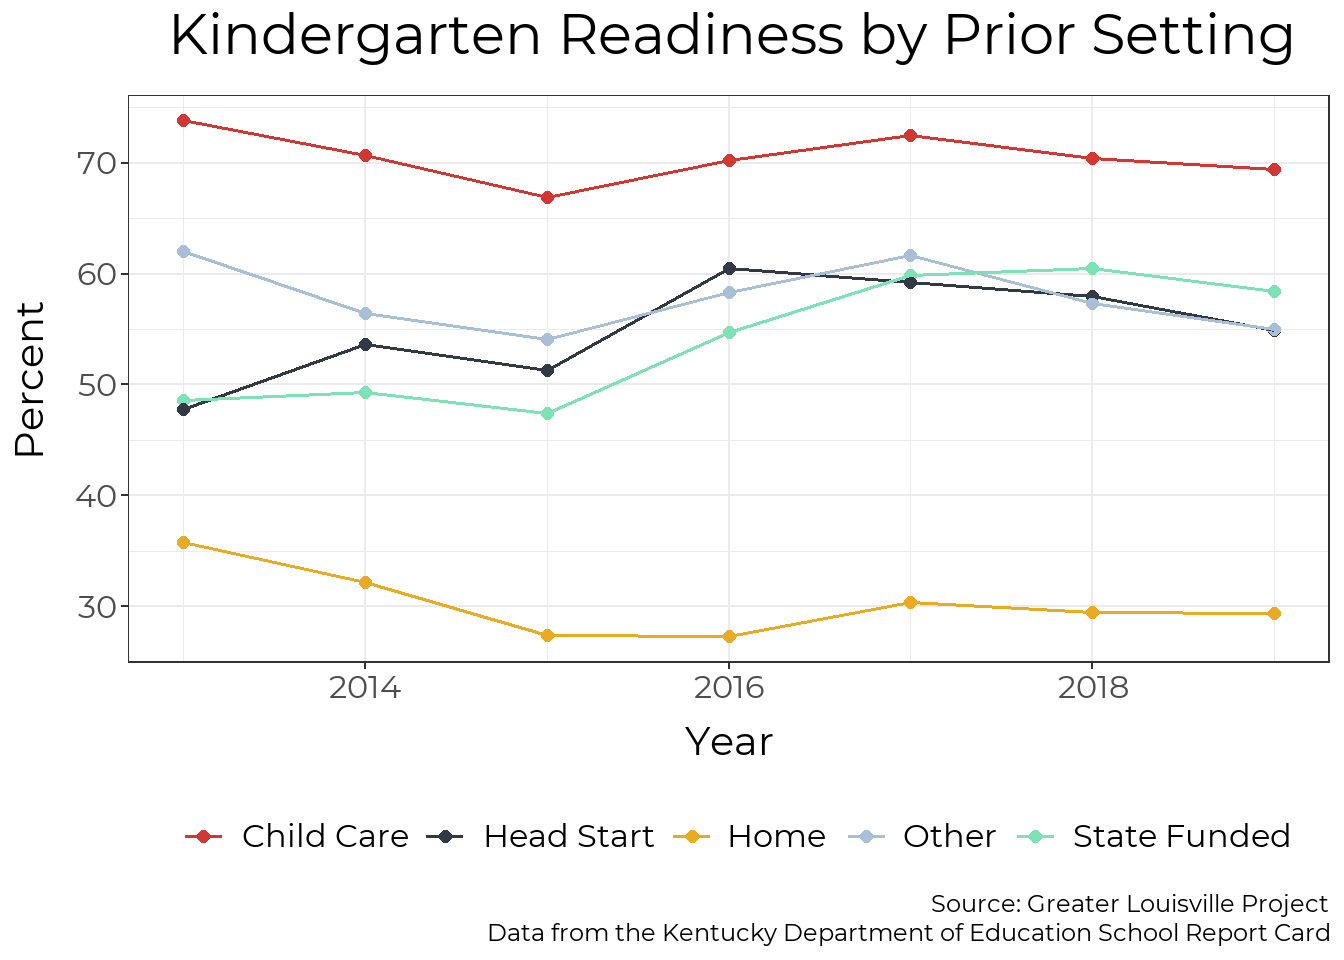 Kindergarten Readiness by Prior Setting
Percent
70
60
50
40
30
2014 2016 2018
Year
Child Care Head Start Home Other State Funded
Source: Greater Louisville Project
Data from the Kentucky Department of Education School Report Card